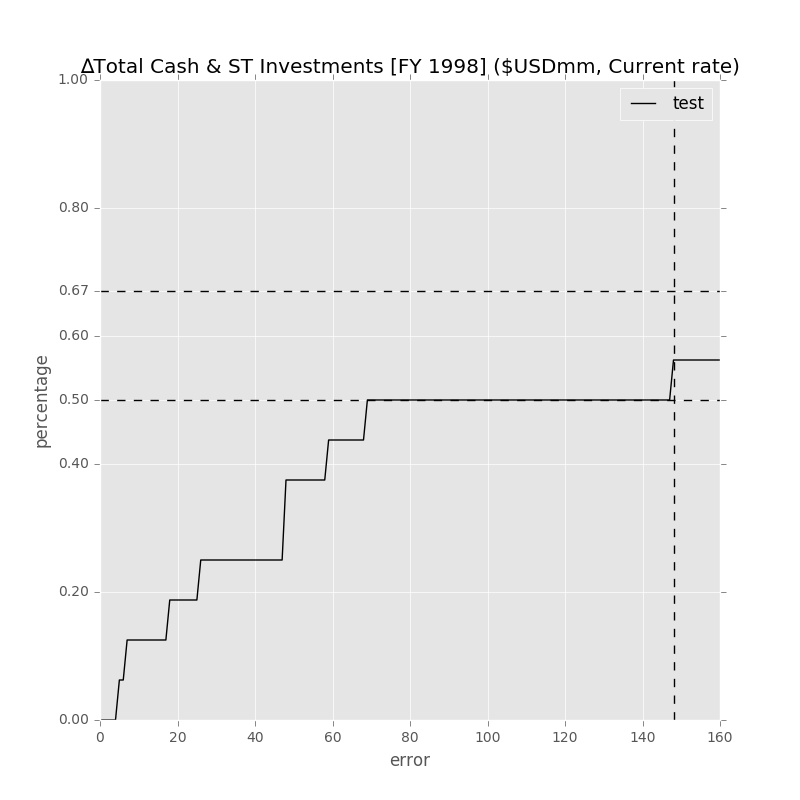 ΔTotal Cash & ST Investments [FY 1998] ($USDmm, Current rate)
1.00
test
0.80
0.67
0.60
percentage
0.50
0.40
0.20
0.00
0 20 40 60 80 100 120 140 160
error